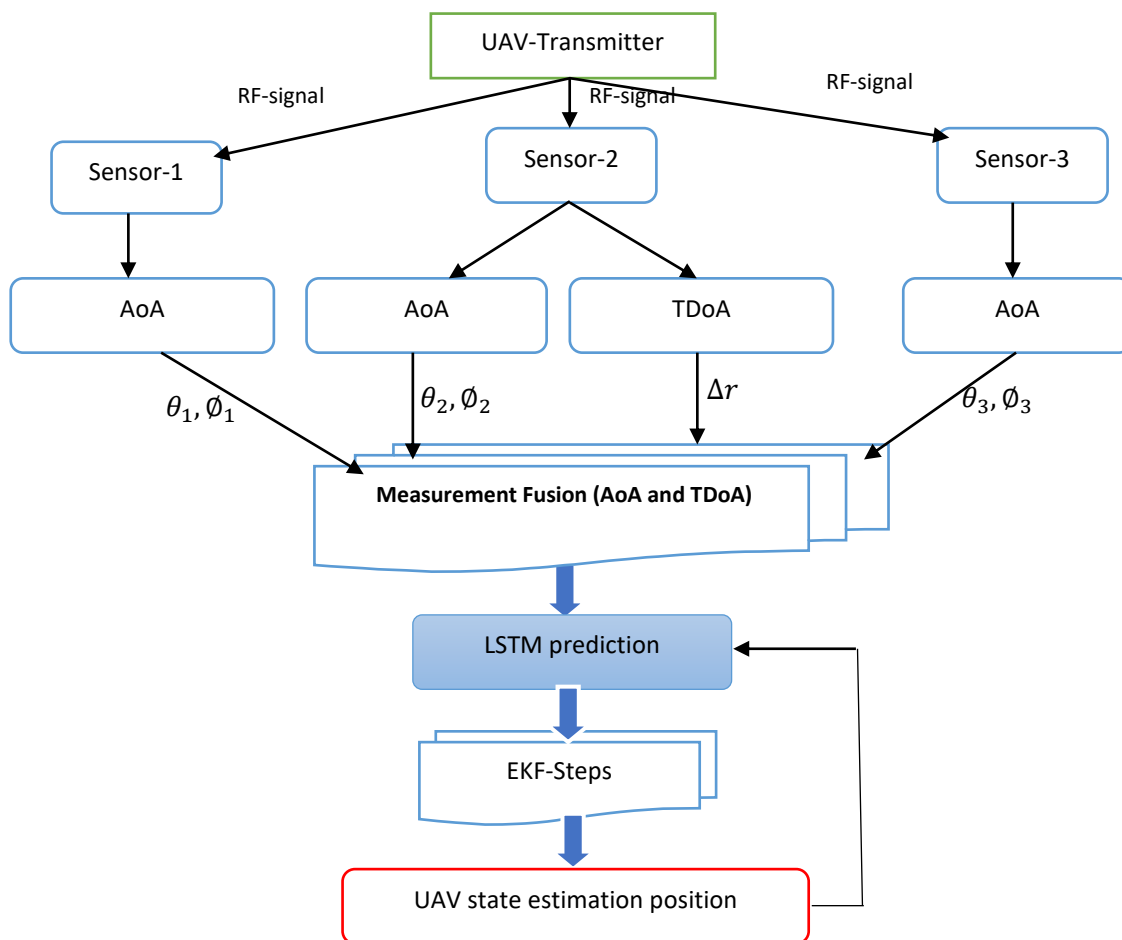 UAV-Transmitter
RF-signal
RF-signal
RF-signal
Sensor-1
Sensor-2
Sensor-3
AoA
AoA
TDoA
AoA
θ₁, ∅₁
θ₂, ∅₂
Δr
θ₃, ∅₃
Measurement Fusion (AoA and TDoA)
LSTM prediction
EKF-Steps
UAV state estimation position